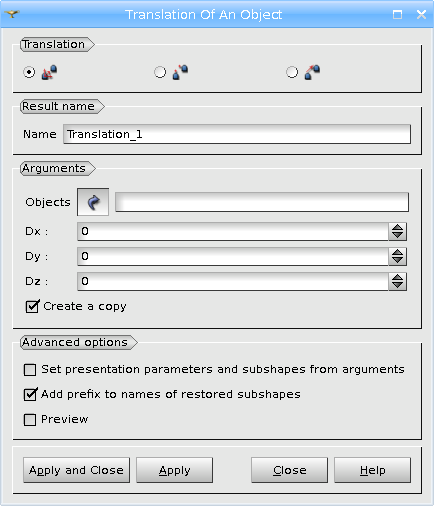 Translation Of An Object
Translation
Result name
Name Translation_1
Arguments
Objects
Dx : 0
Dy : 0
Dz : 0
Create a copy
Advanced options
Set presentation parameters and subshapes from arguments
Add prefix to names of restored subshapes
Preview
Apply and Close Apply Close Help